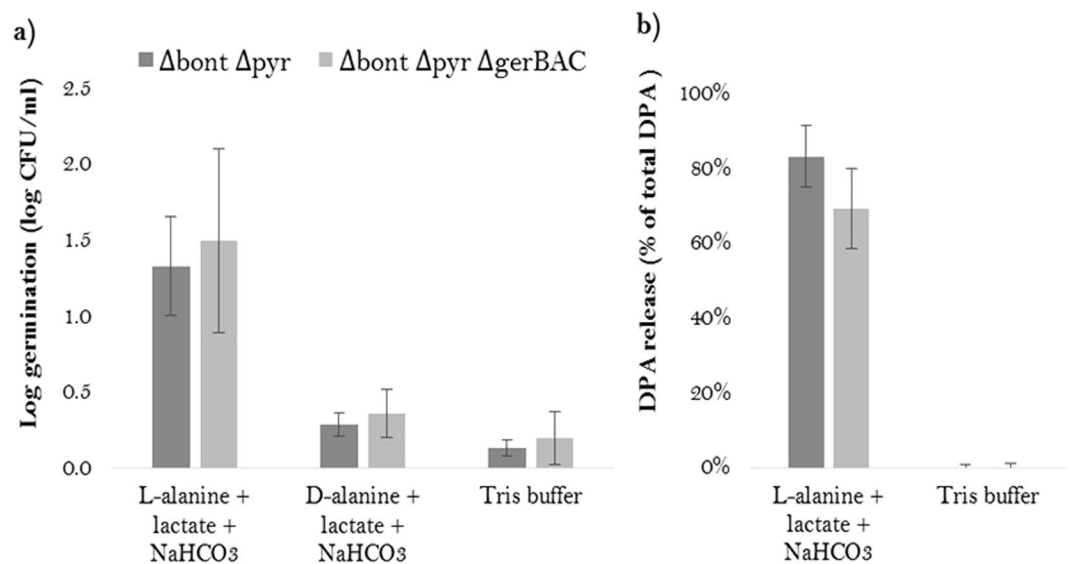 a)
Δbont Δpyr
Δbont Δpyr ΔgerBAC
Log germination (log CFU/ml)
2.5
2.0
1.5
1.0
0.5
0.0
L-alanine +
lactate +
NaHCO3
D-alanine +
lactate +
NaHCO3
Tris buffer
b)
DPA release (% of total DPA)
100%
80%
60%
40%
20%
0%
L-alanine +
lactate +
NaHCO3
Tris buffer